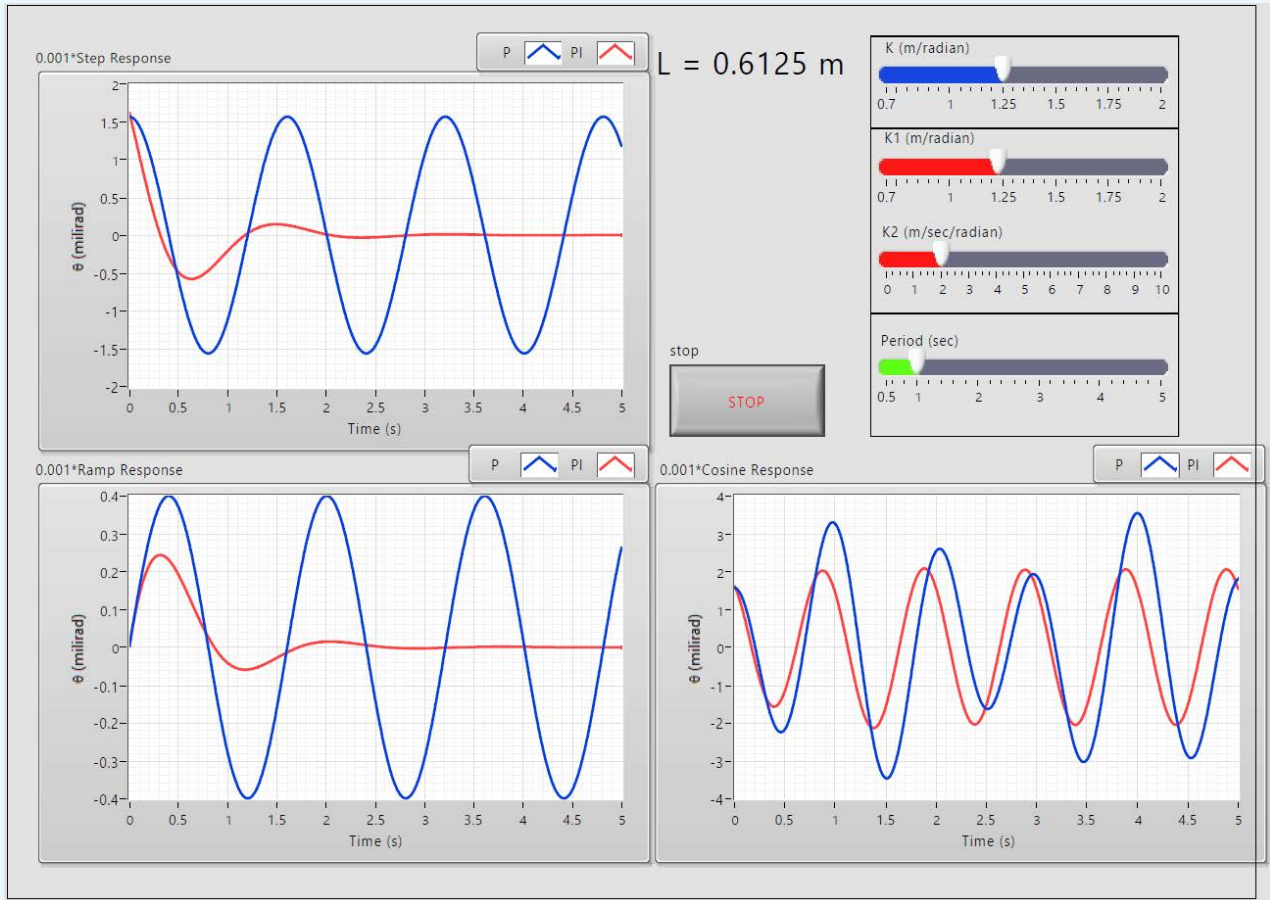 0.001*Step Response
P PI
2
1.5
1
0.5
0
-0.5
-1
-1.5
-2
θ (milirad)
0 0.5 1 1.5 2 2.5 3 3.5 4 4.5 5
Time (s)
L = 0.6125 m
K (m/radian)
0.7 1 1.25 1.5 1.75 2
K1 (m/radian)
0.7 1 1.25 1.5 1.75 2
K2 (m/sec/radian)
0 1 2 3 4 5 6 7 8 9 10
Period (sec)
0.5 1 2 3 4 5
stop
STOP
0.001*Ramp Response
P PI
0.4
0.3
0.2
0.1
0
-0.1
-0.2
-0.3
-0.4
θ (milirad)
0 0.5 1 1.5 2 2.5 3 3.5 4 4.5 5
Time (s)
0.001*Cosine Response
P PI
4
3
2
1
0
-1
-2
-3
-4
θ (milirad)
0 0.5 1 1.5 2 2.5 3 3.5 4 4.5 5
Time (s)